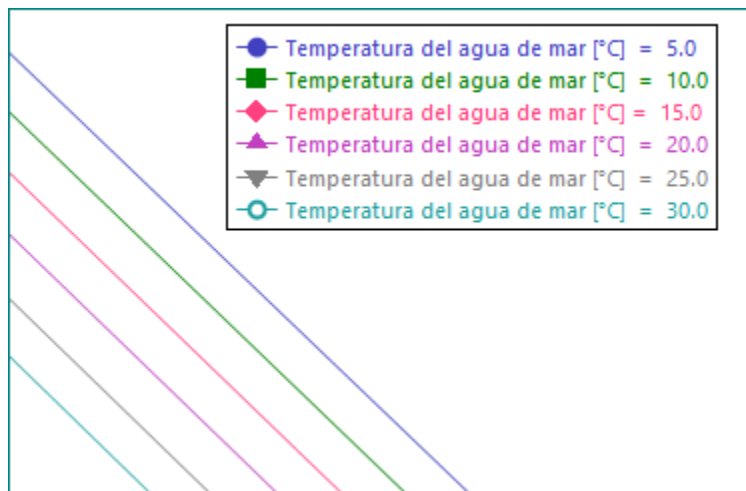 Temperatura del agua de mar [°C] = 5.0
Temperatura del agua de mar [°C] = 10.0
Temperatura del agua de mar [°C] = 15.0
Temperatura del agua de mar [°C] = 20.0
Temperatura del agua de mar [°C] = 25.0
Temperatura del agua de mar [°C] = 30.0